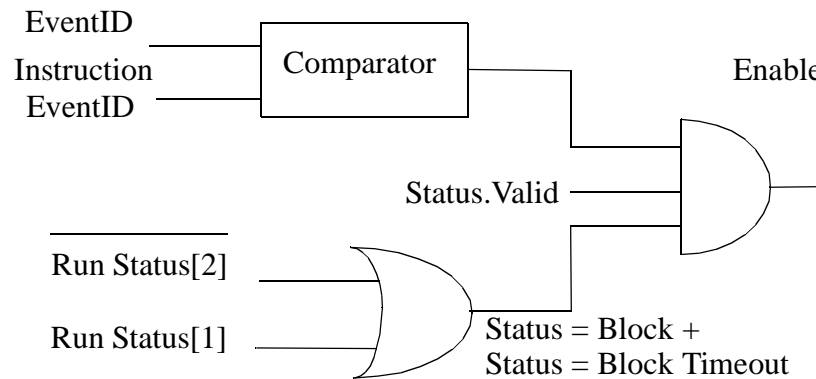 EventID
Instruction
EventID
Comparator
Enable
Status.Valid
Run Status[2]
Run Status[1]
Status = Block +
Status = Block Timeout